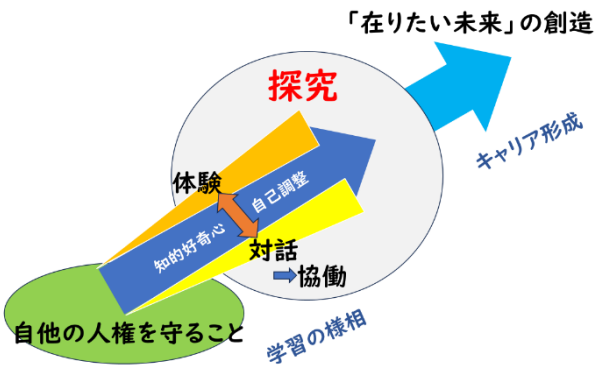 「在りたい未来」の創造
探究
キャリア形成
体験
自己調整
知的好奇心
対話
協働
自他の人権を守ること
学習の様相